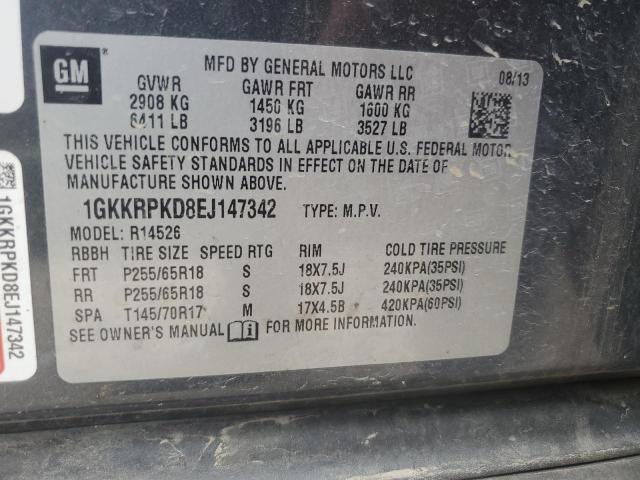 GM
MFD BY GENERAL MOTORS LLC 08/13
GVWR GAWR FRT GAWR RR
2908 KG 1450 KG 1600 KG
6411 LB 3196 LB 3527 LB
THIS VEHICLE CONFORMS TO ALL APPLICABLE U.S. FEDERAL MOTOR
VEHICLE SAFETY STANDARDS IN EFFECT ON THE DATE OF
MANUFACTURE SHOWN ABOVE.
1GKKRPKD8EJ147342 TYPE: M.P.V.
MODEL: R14526
RBBH TIRE SIZE SPEED RTG RIM COLD TIRE PRESSURE
FRT P255/65R18 S 18X7.5J 240KPA(35PSI)
RR P255/65R18 S 18X7.5J 240KPA(35PSI)
SPA T145/70R17 M 17X4.5B 420KPA(60PSI)
SEE OWNER'S MANUAL FOR MORE INFORMATION.
1GKKRPKD8EJ147342